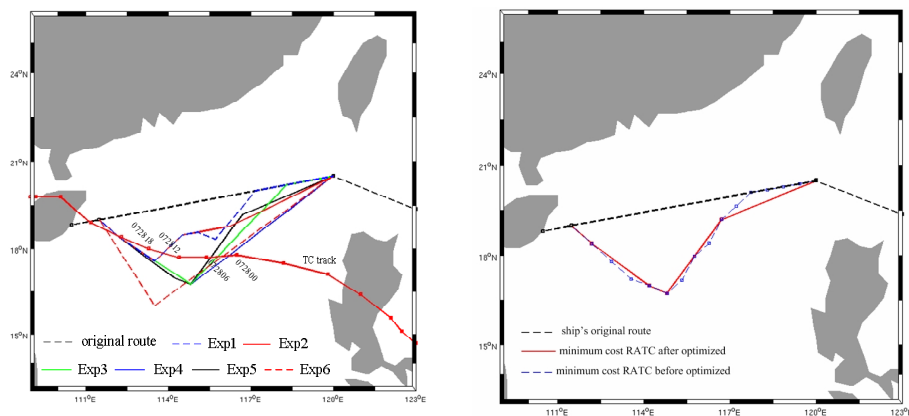 24°N
21°N
18°N
15°N
072818
072812
072806
072800
TC track
original route Exp1 Exp2
Exp3 Exp4 Exp5 Exp6
111°E 114°E 117°E 120°E 123°E
24°N
21°N
18°N
15°N
ship's original route
minimum cost RATC after optimized
minimum cost RATC before optimized
111°E 114°E 117°E 120°E 123°E